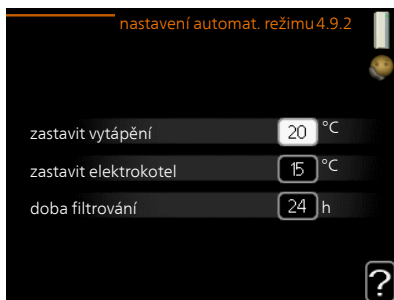 nastavení automat. režimu 4.9.2
zastavit vytápění 20 °C
zastavit elektrokotel 15 °C
doba filtrování 24 h
?